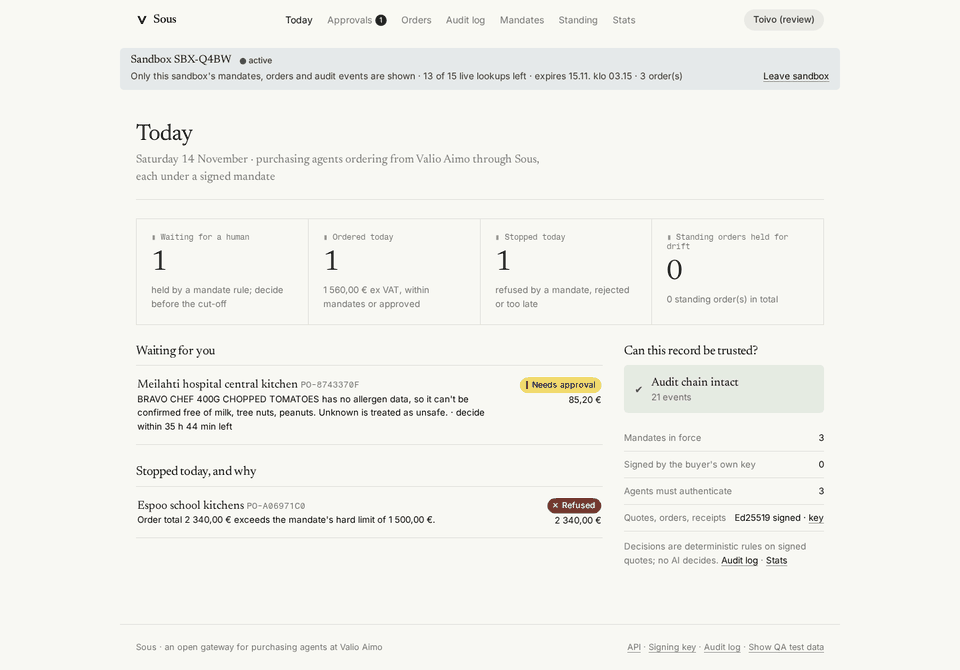 Sous
Today Approvals 1 Orders Audit log Mandates Standing Stats
Toivo (review)
Sandbox SBX-Q4BW ● active
Only this sandbox's mandates, orders and audit events are shown · 13 of 15 live lookups left · expires 15.11. klo 03.15 · 3 order(s)
Leave sandbox
Today
Saturday 14 November · purchasing agents ordering from Valio Aimo through Sous,
each under a signed mandate
Waiting for a human
1
held by a mandate rule; decide
before the cut-off
Ordered today
1
1 560,00 € ex VAT, within
mandates or approved
Stopped today
1
refused by a mandate, rejected
or too late
Standing orders held for
drift
0
0 standing order(s) in total
Waiting for you
Meilahti hospital central kitchen PO-8743370F
Needs approval
BRAVO CHEF 400G CHOPPED TOMATOES has no allergen data, so it can't be
confirmed free of milk, tree nuts, peanuts. Unknown is treated as unsafe. · decide
within 35 h 44 min left
85,20 €
Stopped today, and why
Espoo school kitchens PO-A06971C0
× Refused
Order total 2 340,00 € exceeds the mandate's hard limit of 1 500,00 €.
2 340,00 €
Can this record be trusted?
✔ Audit chain intact
21 events
Mandates in force 3
Signed by the buyer's own key 0
Agents must authenticate 3
Quotes, orders, receipts Ed25519 signed · key
Decisions are deterministic rules on signed
quotes; no AI decides. Audit log · Stats
Sous · an open gateway for purchasing agents at Valio Aimo
API · Signing key · Audit log · Show QA test data